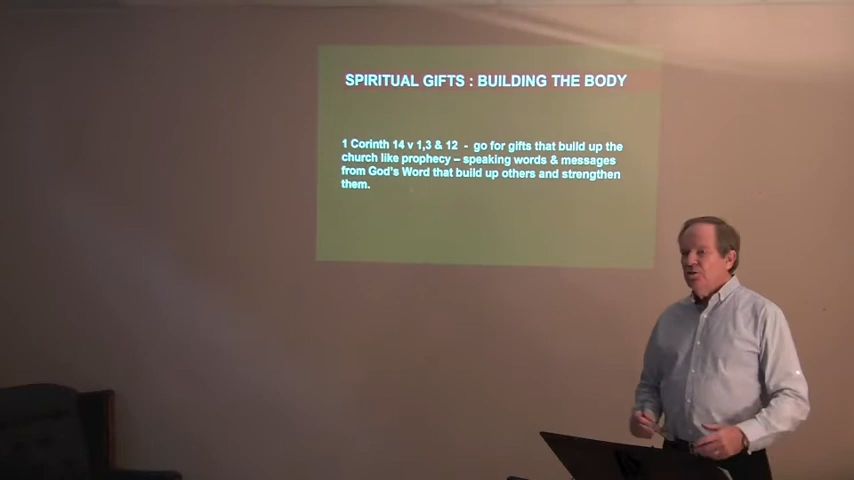 SPIRITUAL GIFTS : BUILDING THE BODY
1 Corinth 14 v 1,3 & 12 - go for gifts that build up the
church like prophecy – speaking words & messages
from God's Word that build up others and strengthen
them.